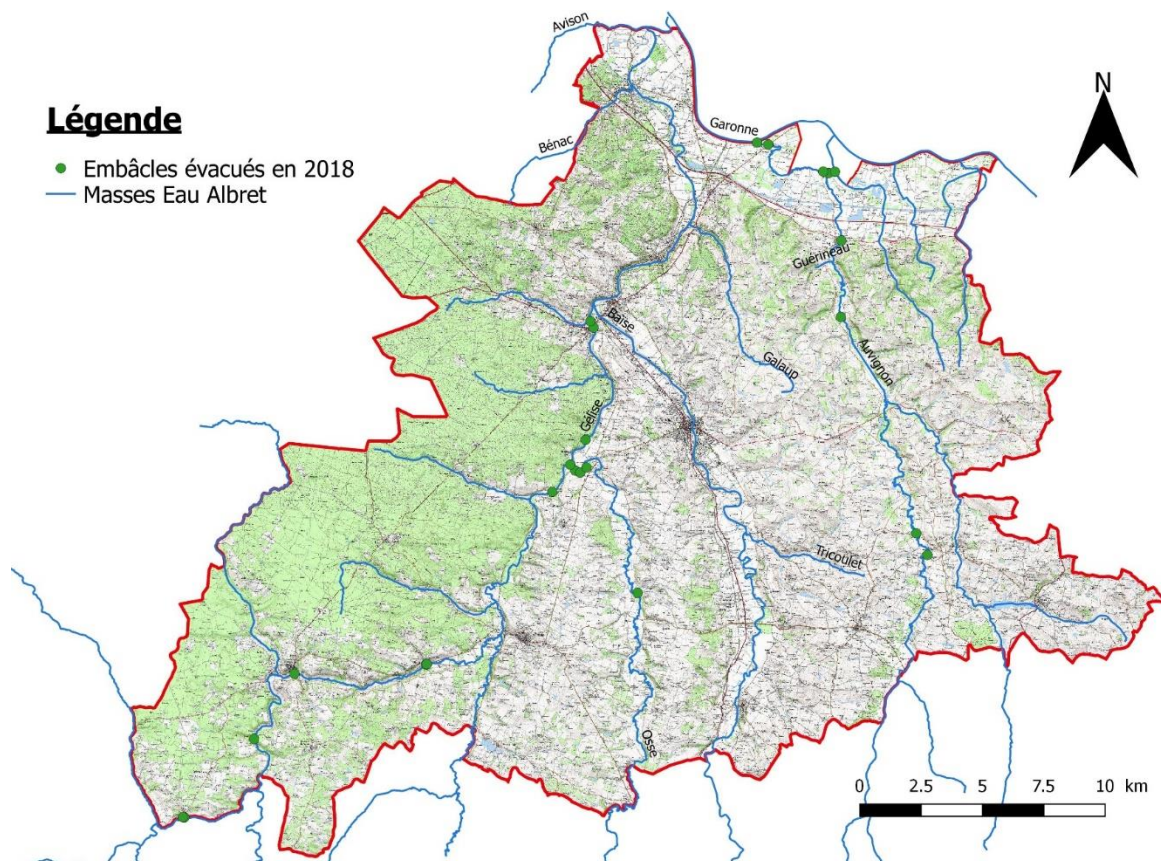 Avison
N
Légende
Garonne
Bénac
Embâcles évacués en 2018
Masses Eau Albret
Guérineau
Baïse
Galaup
Auvignon
Gélise
Tricoulet
Osse
0 2.5 5 7.5 10 km